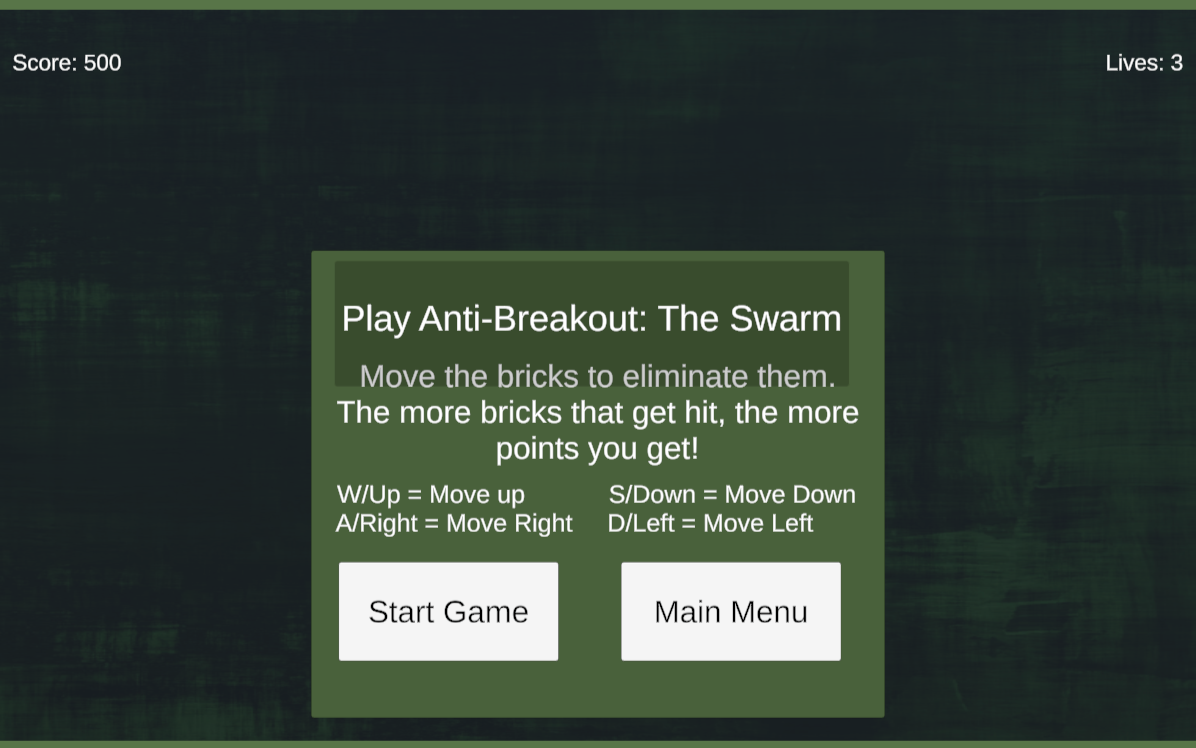 Score: 500
Lives: 3
Play Anti-Breakout: The Swarm
Move the bricks to eliminate them.
The more bricks that get hit, the more
points you get!
W/Up = Move up
S/Down = Move Down
A/Right = Move Right
D/Left = Move Left
Start Game
Main Menu